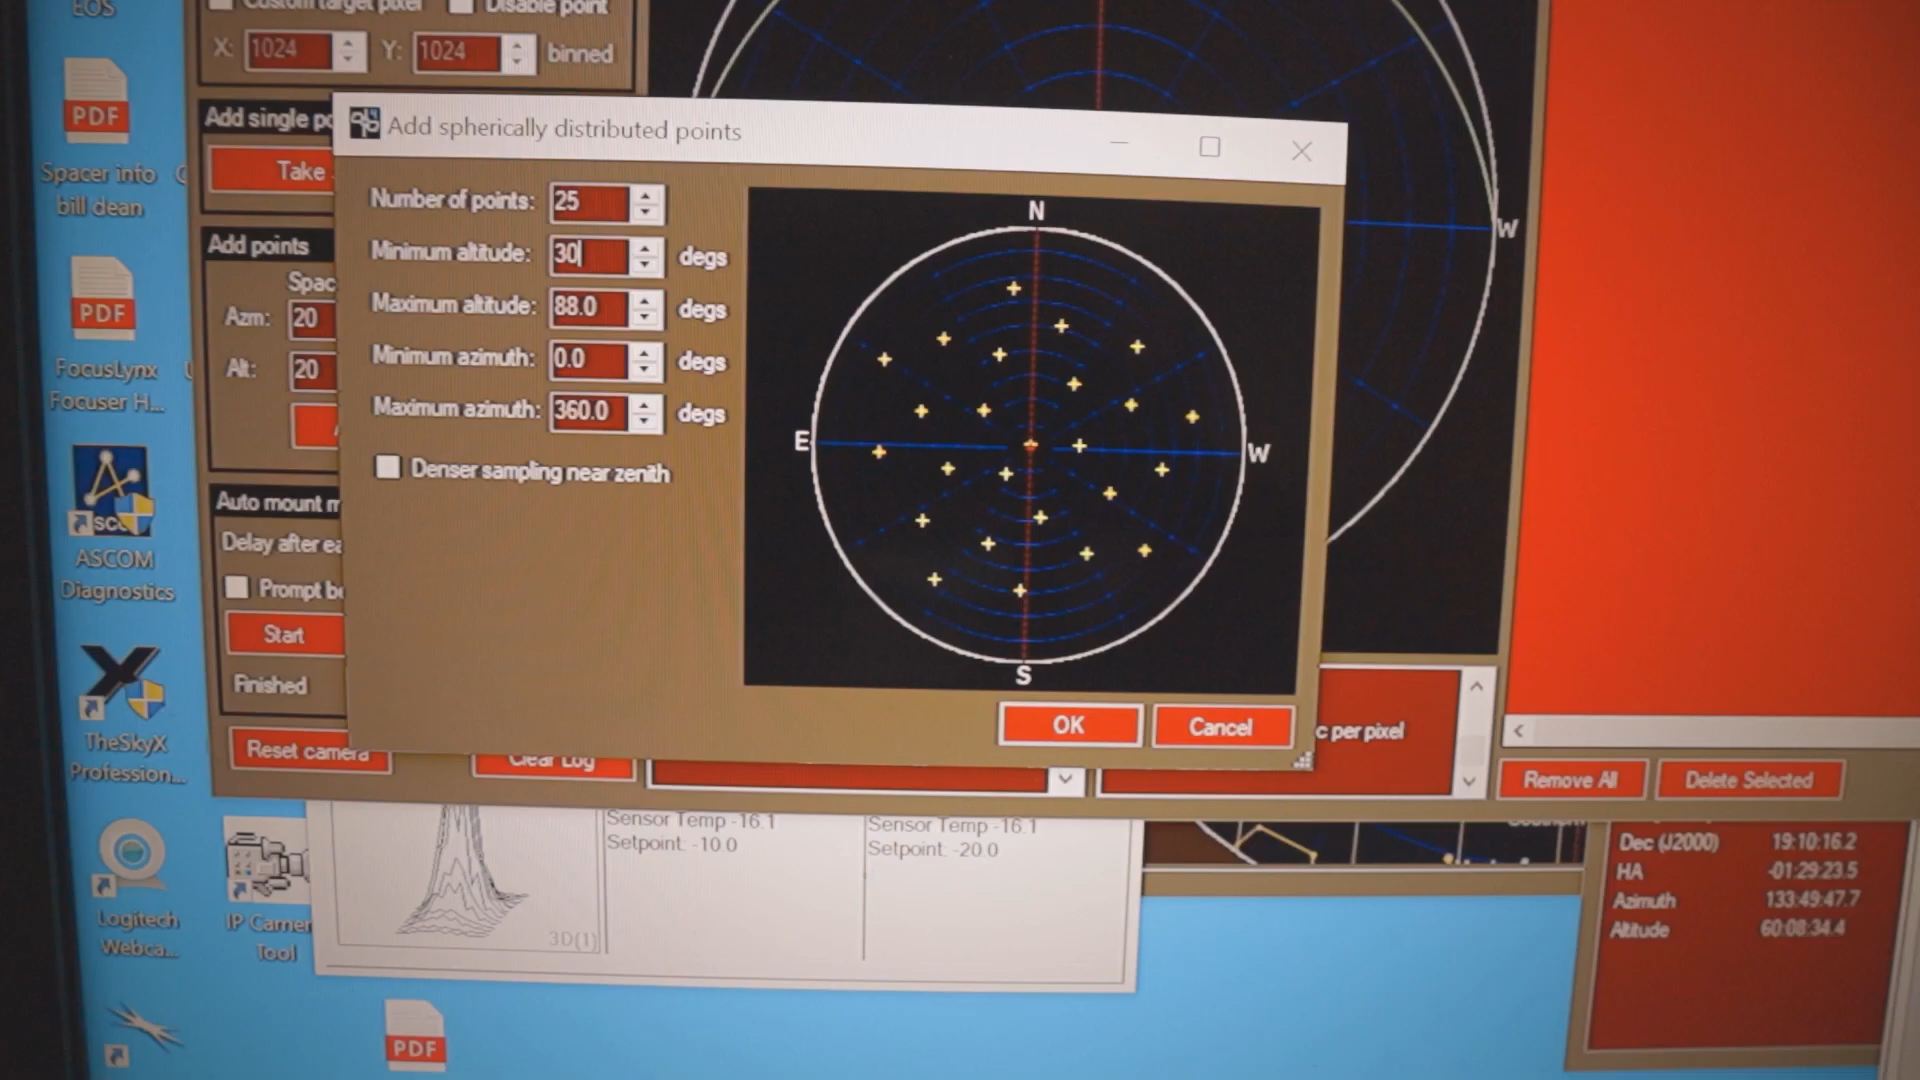 EOS
Custom target pixel
Disable point
X: 1024 Y: 1024 binned
PDF
Spacer into
bill dean
PDF
FocusLynx
Focuser H...
ASCOM
Diagnostics
TheSkyX
Profession...
Logitech
Webca...
IP Camer
Tool
PDF
Add single po
Take
Add points
Spac
Azm: 20
Alt: 20
Auto mount m
Delay after ea
Prompt be
Start
Finished
Reset camera
Clear Log
Add spherically distributed points
Number of points: 25
Minimum altitude: 30 degs
Maximum altitude: 88.0 degs
Minimum azimuth: 0.0 degs
Maximum azimuth: 360.0 degs
Denser sampling near zenith
N
E
W
S
OK
Cancel
W
c per pixel
Remove All
Delete Selected
3D(1)
Sensor Temp -16.1
Setpoint -10.0
Sensor Temp -16.1
Setpoint -20.0
Dec (J2000) 19:10:16.2
HA -01:29:23.5
Azimuth 133:49:47.7
Altitude 60:08:34.4